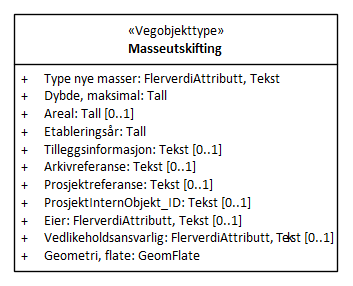 «Vegobjekttype»
Masseutskifting
+ Type nye masser: FlerverdiAttributt, Tekst
+ Dybde, maksimal: Tall
+ Areal: Tall [0..1]
+ Etableringsår: Tall
+ Tilleggsinformasjon: Tekst [0..1]
+ Arkivreferanse: Tekst [0..1]
+ Prosjektreferanse: Tekst [0..1]
+ ProsjektInternObjekt_ID: Tekst [0..1]
+ Eier: FlerverdiAttributt, Tekst [0..1]
+ Vedlikeholdsansvarlig: FlerverdiAttributt, Tekst [0..1]
+ Geometri, flate: GeomFlate